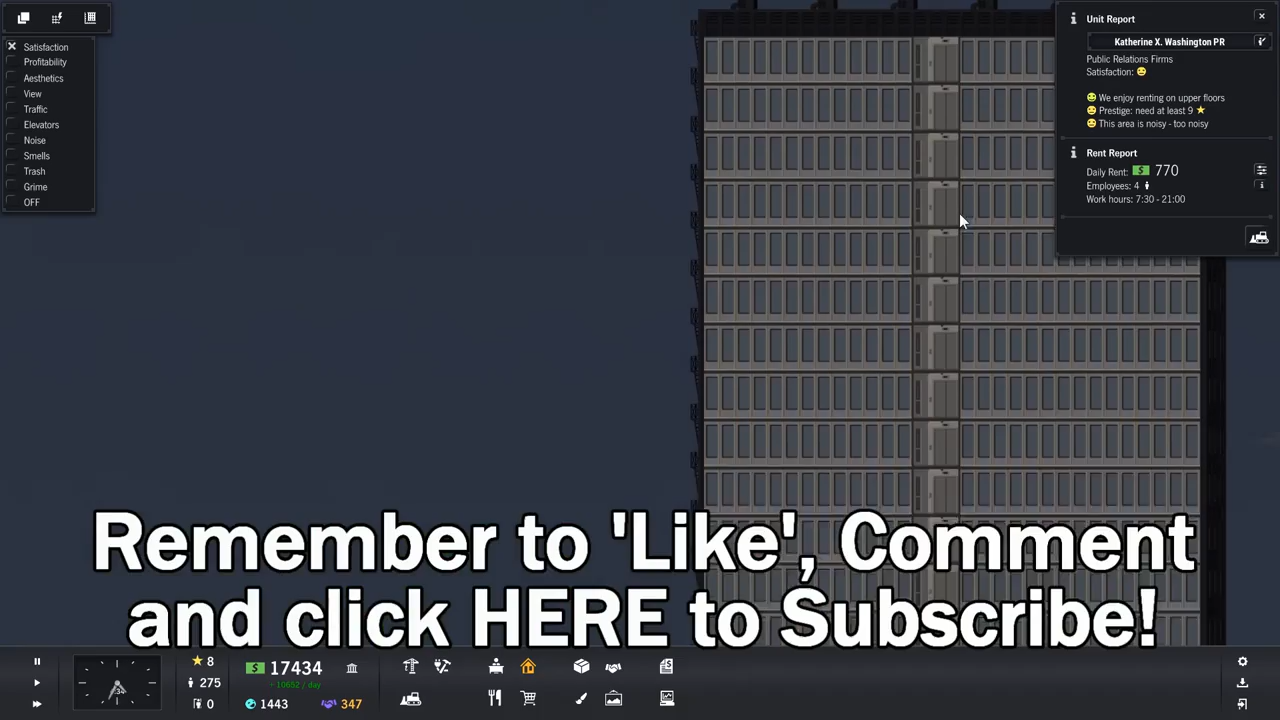 Satisfaction
Profitability
Aesthetics
View
Traffic
Elevators
Noise
Smells
Trash
Grime
OFF
Unit Report
Katherine X. Washington PR
Public Relations Firms
Satisfaction:
We enjoy renting on upper floors
Prestige: need at least 9
This area is noisy - too noisy
Rent Report
Daily Rent: $ 770
Employees: 4
Work hours: 7:30 - 21:00
Remember to 'Like', Comment
and click HERE to Subscribe!
8
275
0
$ 17434
+10652 / day
1443
347